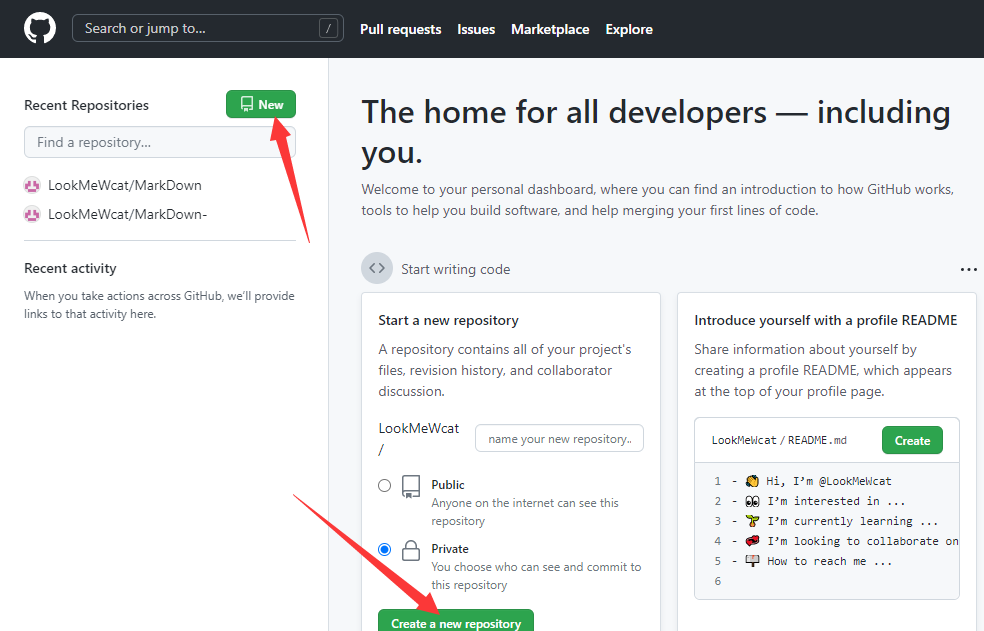 Search or jump to...
/
Pull requests
Issues
Marketplace
Explore
Recent Repositories
New
Find a repository...
LookMeWcat/MarkDown
LookMeWcat/MarkDown-
Recent activity
When you take actions across GitHub, we'll provide
links to that activity here.
The home for all developers — including
you.
Welcome to your personal dashboard, where you can find an introduction to how GitHub works,
tools to help you build software, and help merging your first lines of code.
Start writing code
Start a new repository
A repository contains all of your project's
files, revision history, and collaborator
discussion.
LookMeWcat
/
name your new repository..
Public
Anyone on the internet can see this
repository
Private
You choose who can see and commit to
this repository
Create a new repository
Introduce yourself with a profile README
Share information about yourself by
creating a profile README, which appears
at the top of your profile page.
LookMeWcat / README.md
Create
1 - 👋 Hi, I’m @LookMeWcat
2 - 👀 I’m interested in ...
3 - 🌱 I’m currently learning ...
4 - 💞️ I’m looking to collaborate on
5 - 📫 How to reach me ...
6